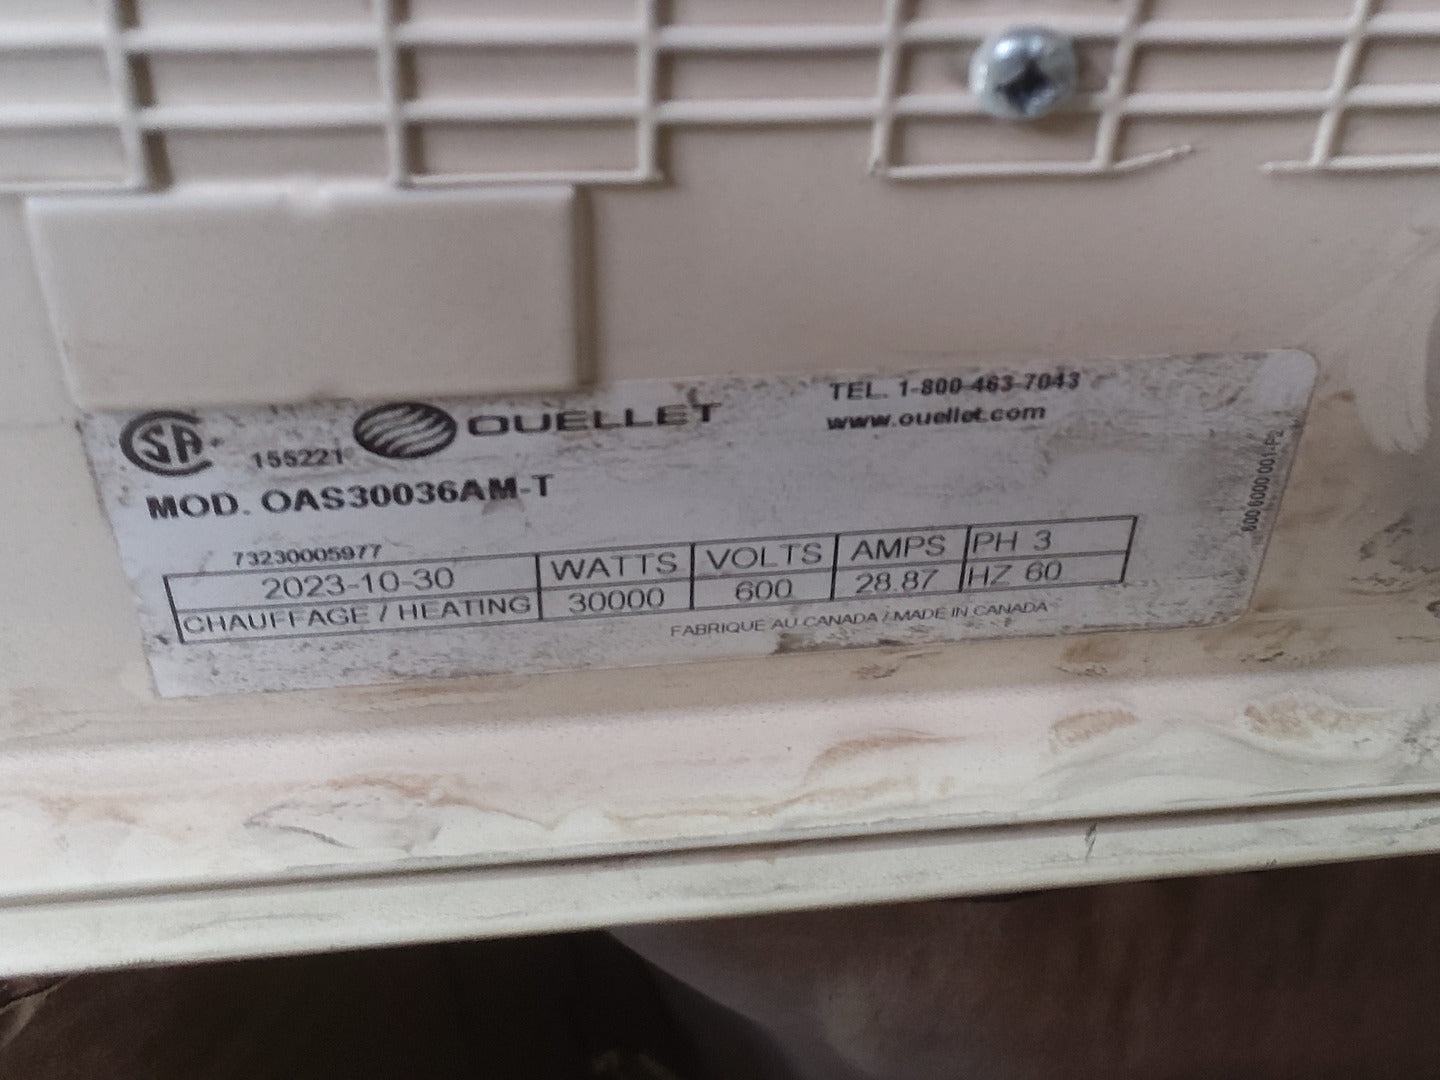 TEL. 1-800-463-7043
www.ouellet.com
SA 155221 OUELLET
MOD. OAS30036AM-T
73230005977
2023-10-30 WATTS VOLTS AMPS PH 3
CHAUFFAGE / HEATING 30000 600 28.87 HZ 60
FABRIQUE AU CANADA / MADE IN CANADA